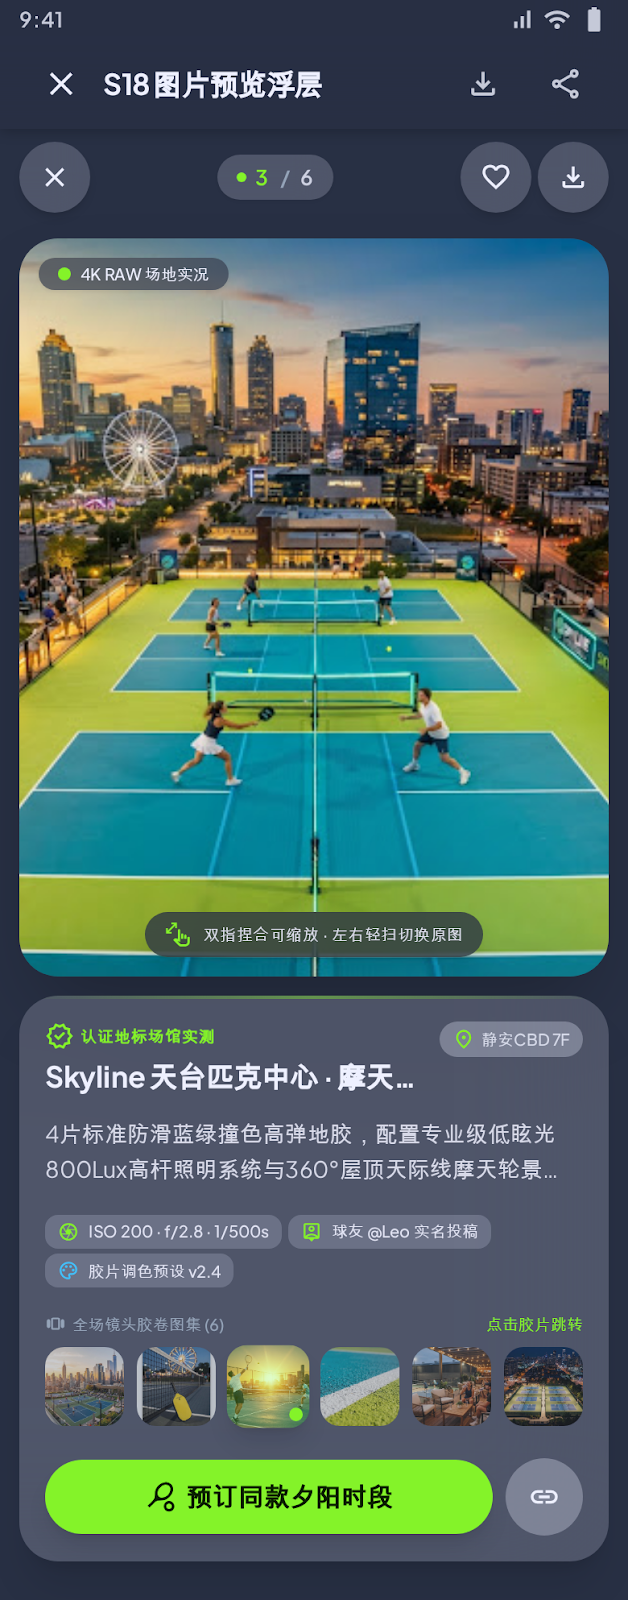 9:41
S18图片预览浮层
3 / 6
4K RAW 场地实况
双指捏合可缩放 · 左右轻扫切换原图
认证地标场馆实测
静安CBD 7F
Skyline 天台匹克中心 · 摩天...
4片标准防滑蓝绿撞色高弹地胶，配置专业级低眩光
800Lux高杆照明系统与360°屋顶天际线摩天轮景...
ISO 200 · f/2.8 · 1/500s
球友 @Leo 实名投稿
胶片调色预设 v2.4
全场镜头胶卷图集 (6)
点击胶片跳转
预订同款夕阳时段